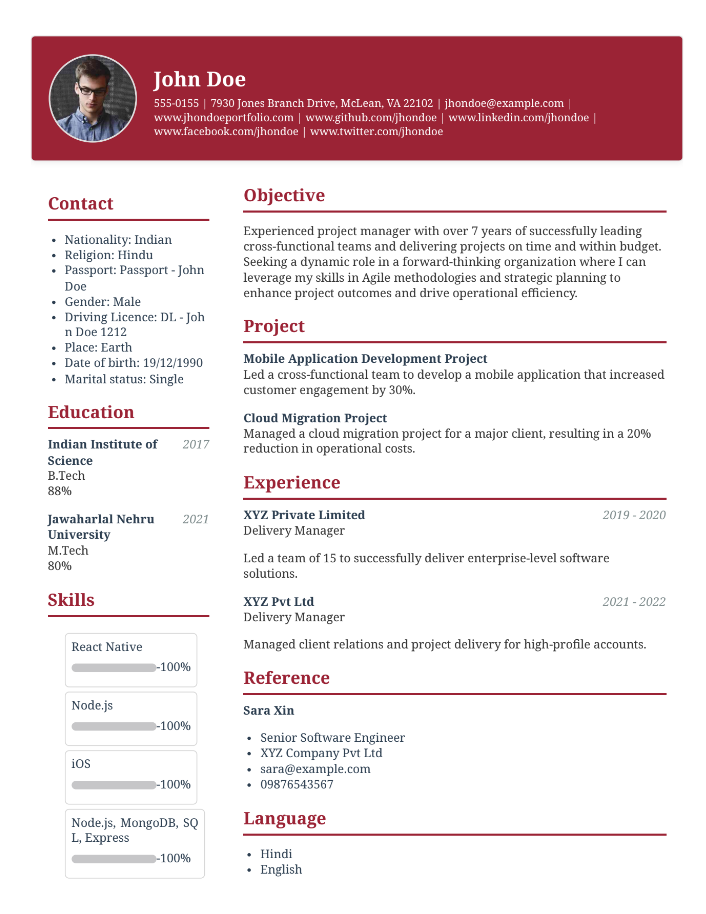 John Doe
555-0155 | 7930 Jones Branch Drive, McLean, VA 22102 | jhondoe@example.com |
www.jhondoeportfolio.com | www.github.com/jhondoe | www.linkedin.com/jhondoe |
www.facebook.com/jhondoe | www.twitter.com/jhondoe
Contact
• Nationality: Indian
• Religion: Hindu
• Passport: Passport - John
Doe
• Gender: Male
• Driving Licence: DL - Joh
n Doe 1212
• Place: Earth
• Date of birth: 19/12/1990
• Marital status: Single
Education
Indian Institute of 2017
Science
B.Tech
88%
Jawaharlal Nehru 2021
University
M.Tech
80%
Skills
React Native
-100%
Node.js
-100%
iOS
-100%
Node.js, MongoDB, SQ
L, Express
-100%
Objective
Experienced project manager with over 7 years of successfully leading
cross-functional teams and delivering projects on time and within budget.
Seeking a dynamic role in a forward-thinking organization where I can
leverage my skills in Agile methodologies and strategic planning to
enhance project outcomes and drive operational efficiency.
Project
Mobile Application Development Project
Led a cross-functional team to develop a mobile application that increased
customer engagement by 30%.
Cloud Migration Project
Managed a cloud migration project for a major client, resulting in a 20%
reduction in operational costs.
Experience
XYZ Private Limited 2019 - 2020
Delivery Manager
Led a team of 15 to successfully deliver enterprise-level software
solutions.
XYZ Pvt Ltd 2021 - 2022
Delivery Manager
Managed client relations and project delivery for high-profile accounts.
Reference
Sara Xin
• Senior Software Engineer
• XYZ Company Pvt Ltd
• sara@example.com
• 09876543567
Language
• Hindi
• English